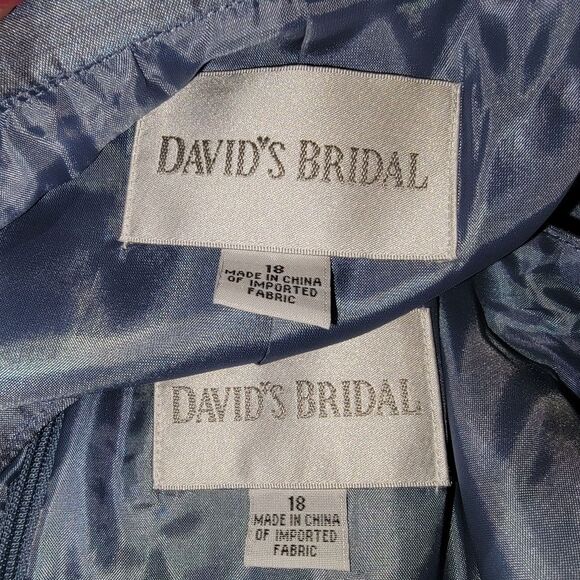 DAVID'S BRIDAL
18
MADE IN CHINA
OF IMPORTED
FABRIC
DAVID'S BRIDAL
18
MADE IN CHINA
OF IMPORTED
FABRIC